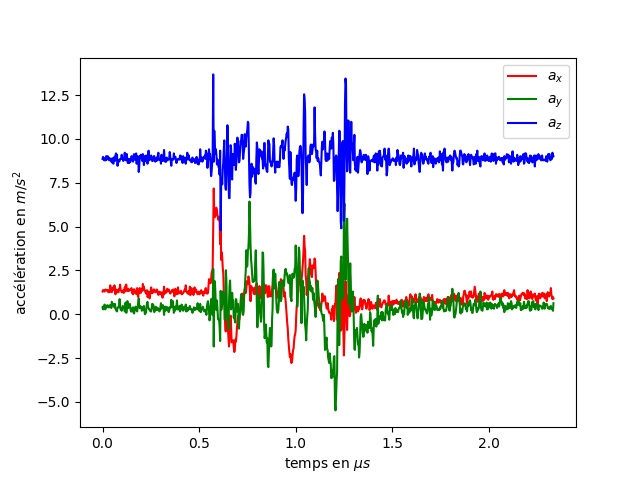 12.5
10.0
7.5
5.0
2.5
0.0
−2.5
−5.0
accélération en m/s²
0.0 0.5 1.0 1.5 2.0
temps en μs
a_x
a_y
a_z